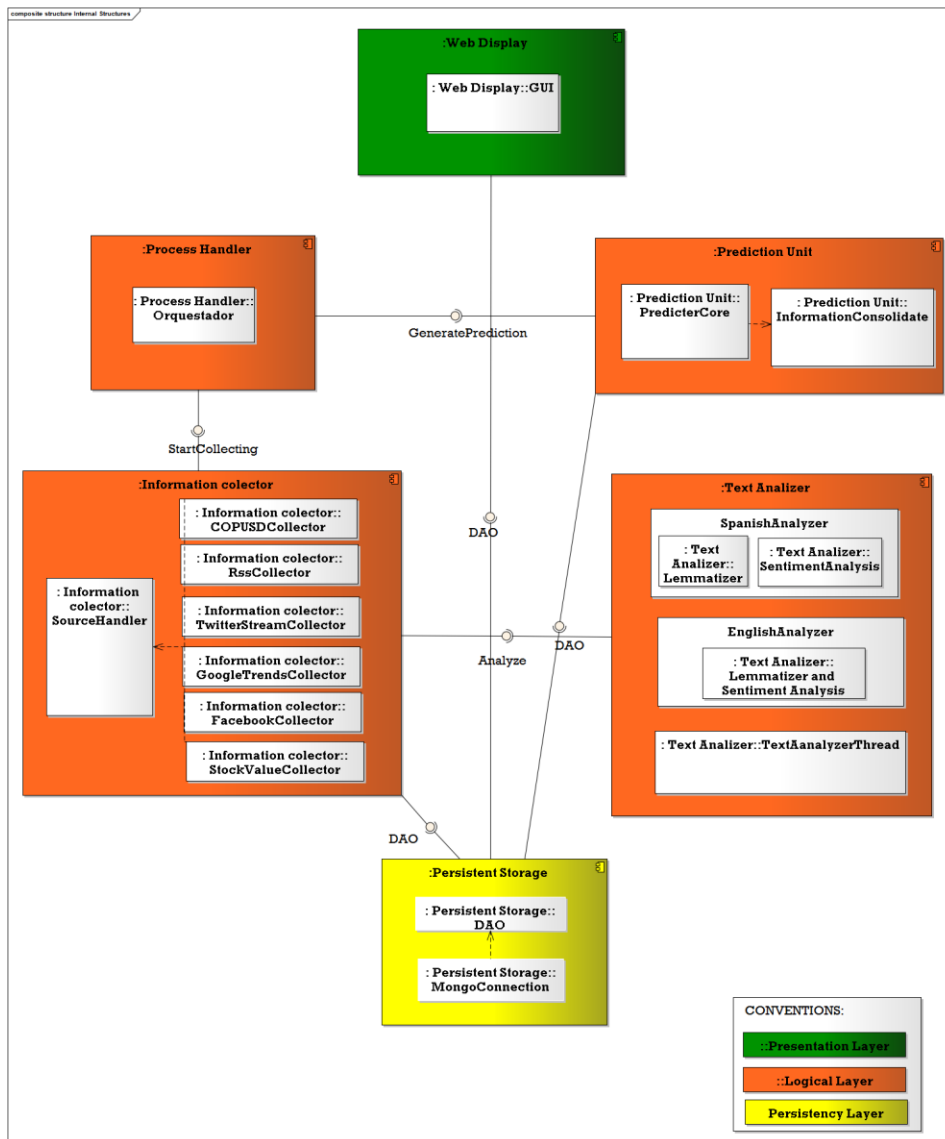 composite structure Internal Structures
:Web Display
: Web Display::GUI
:Process Handler
: Process Handler::
Orquestador
:Prediction Unit
: Prediction Unit::
PredicterCore
: Prediction Unit::
InformationConsolidate
GeneratePrediction
StartCollecting
:Information colector
: Information colector::
COPUSDCollector
: Information colector::
RssCollector
: Information
colector::
SourceHandler
: Information colector::
TwitterStreamCollector
: Information colector::
GoogleTrendsCollector
: Information colector::
FacebookCollector
: Information colector::
StockValueCollector
DAO
:Text Analizer
SpanishAnalyzer
: Text
Analizer::
Lemmatizer
: Text Analizer::
SentimentAnalysis
EnglishAnalyzer
: Text Analizer::
Lemmatizer and
Sentiment Analysis
: Text Analizer::TextAanalyzerThread
Analyze
DAO
DAO
:Persistent Storage
: Persistent Storage::
DAO
: Persistent Storage::
MongoConnection
CONVENTIONS:
::Presentation Layer
::Logical Layer
Persistency Layer